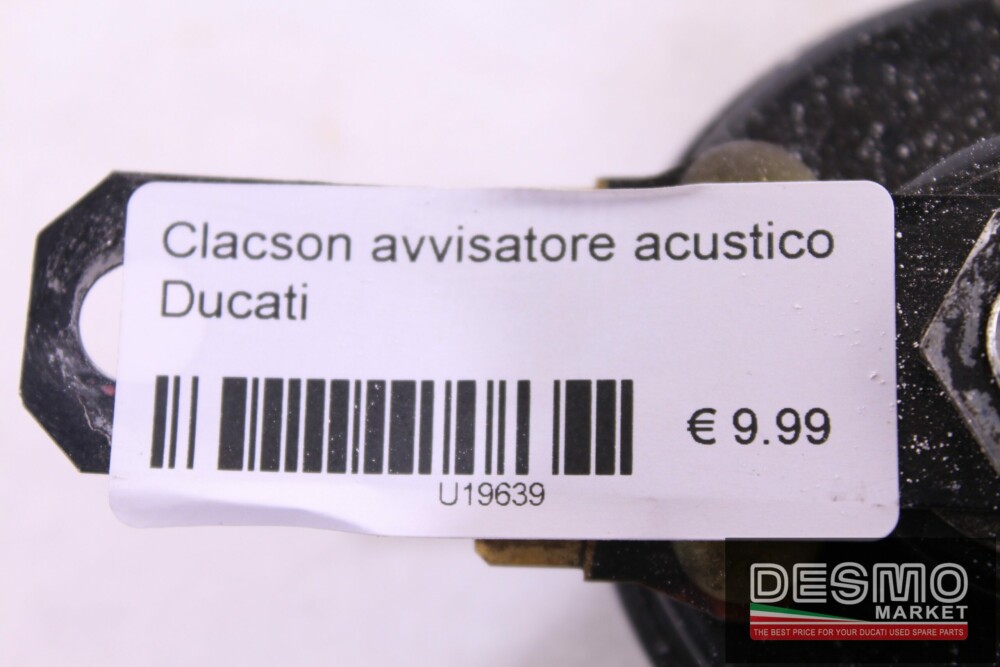 Clacson avvisatore acustico
Ducati
€ 9.99
U19639
DESMO
MARKET
THE BEST PRICE FOR YOUR DUCATI USED SPARE PARTS